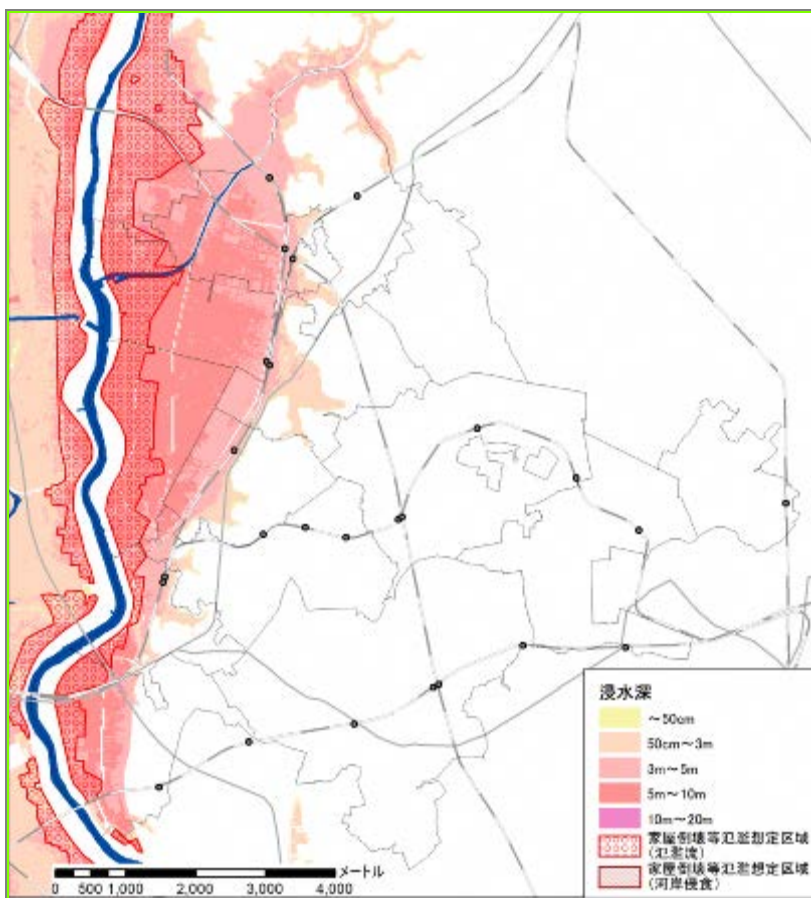 浸水深
～50cm
50cm～3m
3m～5m
5m～10m
10m～20m
家屋倒壊等氾濫想定区域
(氾濫流)
家屋倒壊等氾濫想定区域
(河岸侵食)
メートル
0 500 1,000 2,000 3,000 4,000